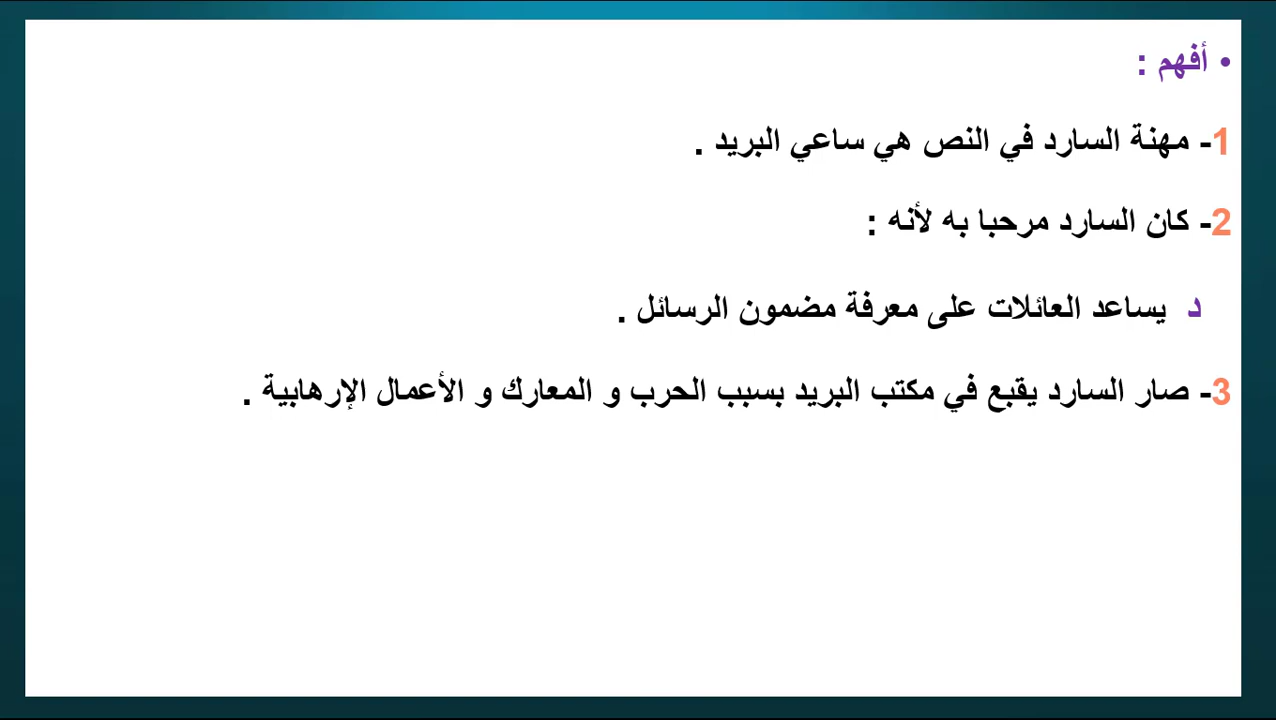 • أفهم :
1- مهنة السارد في النص هي ساعي البريد .
2- كان السارد مرحبا به لأنه :
د يساعد العائلات على معرفة مضمون الرسائل .
3- صار السارد يقبع في مكتب البريد بسبب الحرب و المعارك و الأعمال الإرهابية .